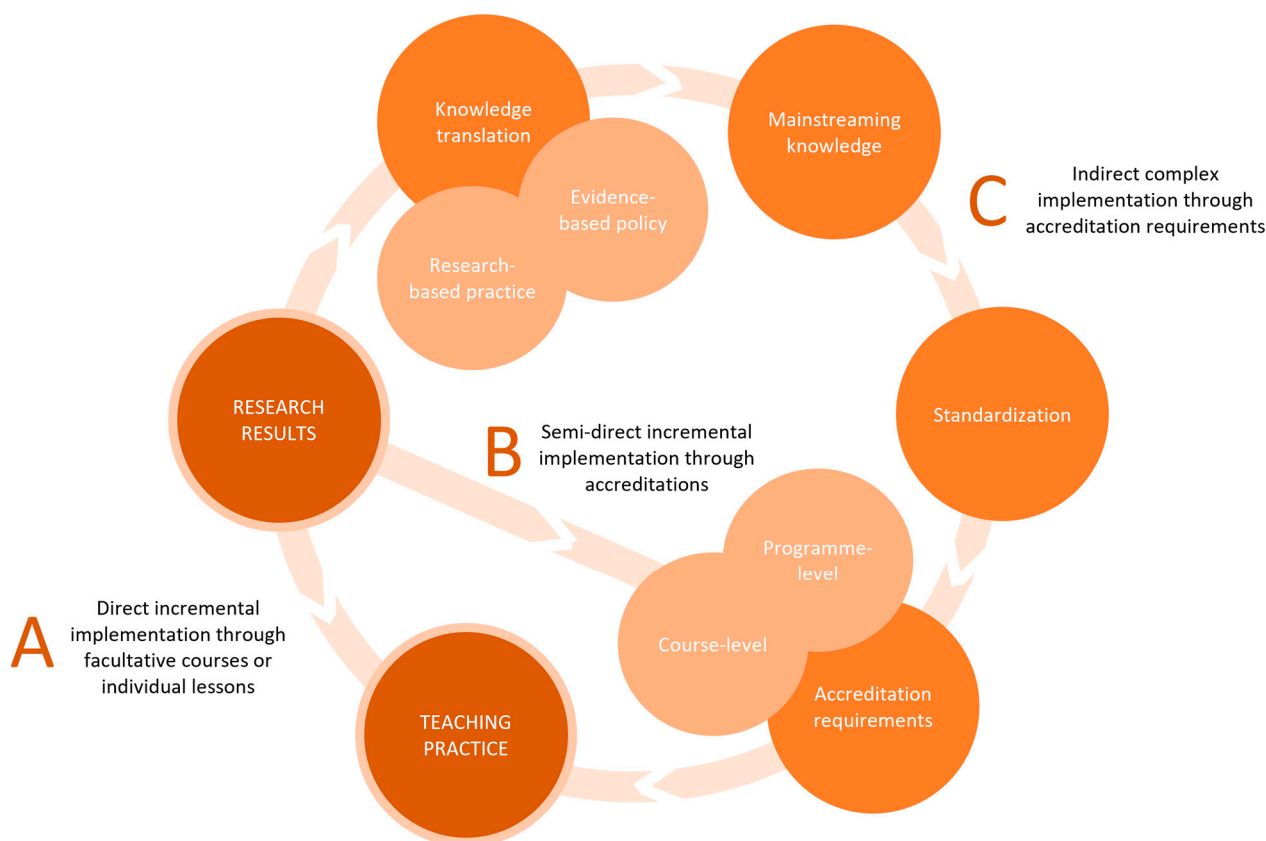 Knowledge
translation
Mainstreaming
knowledge
Evidence-
based policy
Research-
based practice
C
Indirect complex
implementation through
accreditation requirements
RESEARCH
RESULTS
Standardization
B
Semi-direct incremental
implementation through
accreditations
Programme-
level
Course-level
A
Direct incremental
implementation through
facultative courses or
individual lessons
TEACHING
PRACTICE
Accreditation
requirements